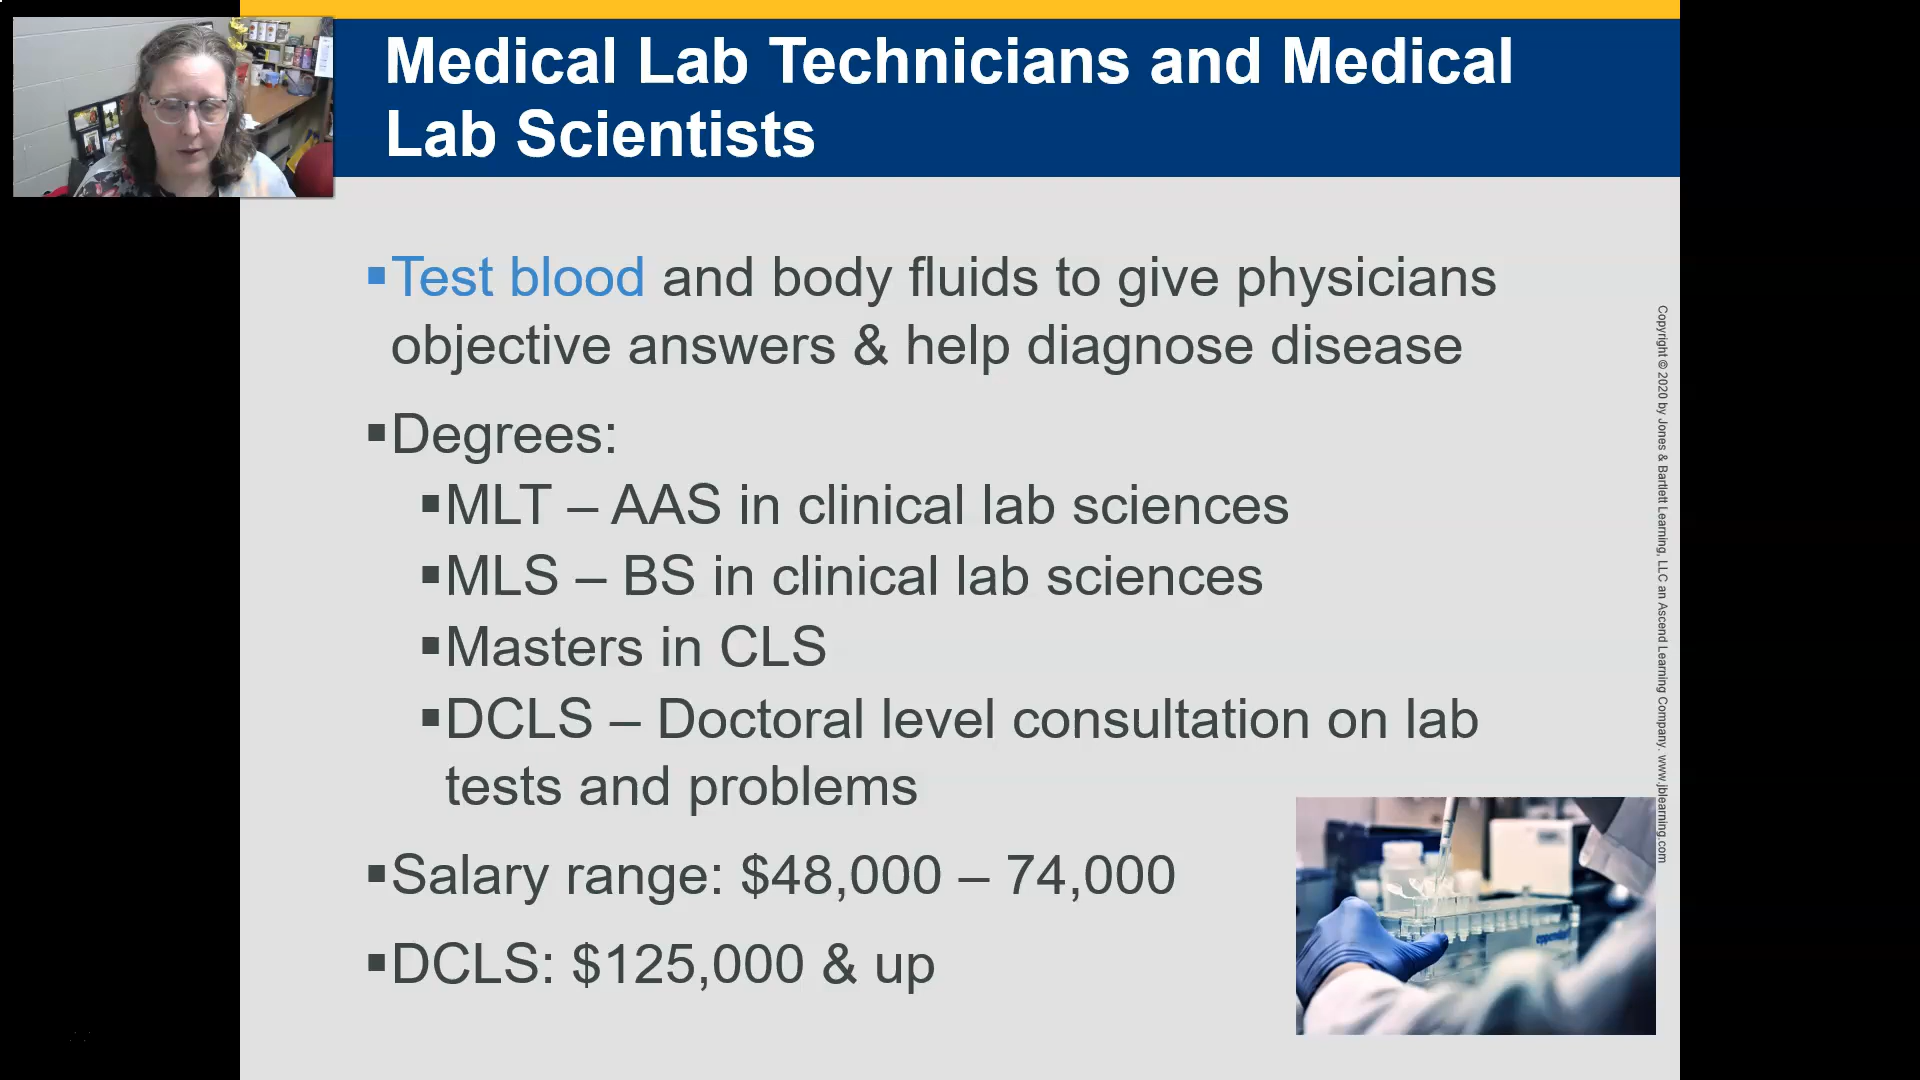 Medical Lab Technicians and Medical
Lab Scientists
▪Test blood and body fluids to give physicians
objective answers & help diagnose disease
▪Degrees:
▪MLT – AAS in clinical lab sciences
▪MLS – BS in clinical lab sciences
▪Masters in CLS
▪DCLS – Doctoral level consultation on lab
tests and problems
▪Salary range: $48,000 – 74,000
▪DCLS: $125,000 & up
Copyright © 2020 by Jones & Bartlett Learning, LLC an Ascend Learning Company. www.jblearning.com